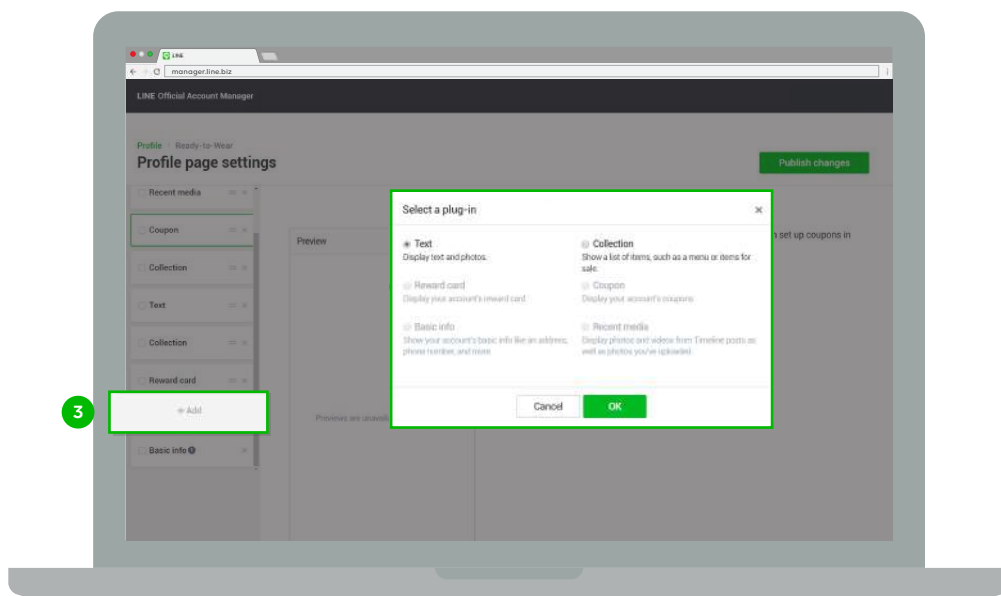 LINE
manager.line.biz
LINE Official Account Manager
Profile Ready-to-Wear
Profile page settings
Publish changes
Recent media
Coupon
Collection
Text
Collection
Reward card
+ Add
Basic info
3
Preview
Previews are
set up coupons in
Select a plug-in
Text
Display text and photos.
Collection
Show a list of items, such as a menu or items for
sale.
Reward card
Display your account's reward card
Coupon
Display your account's coupons
Basic info
Show your account's basic info like an address,
phone number, and more
Recent media
Display photos and videos from Timeline posts as
well as photos you've uploaded
Cancel
OK